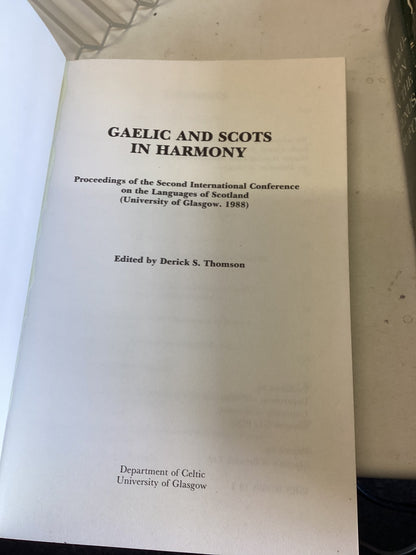 GAELIC AND SCOTS
IN HARMONY
Proceedings of the Second International Conference
on the Languages of Scotland
(University of Glasgow. 1988)
Edited by Derick S. Thomson
Department of Celtic
University of Glasgow